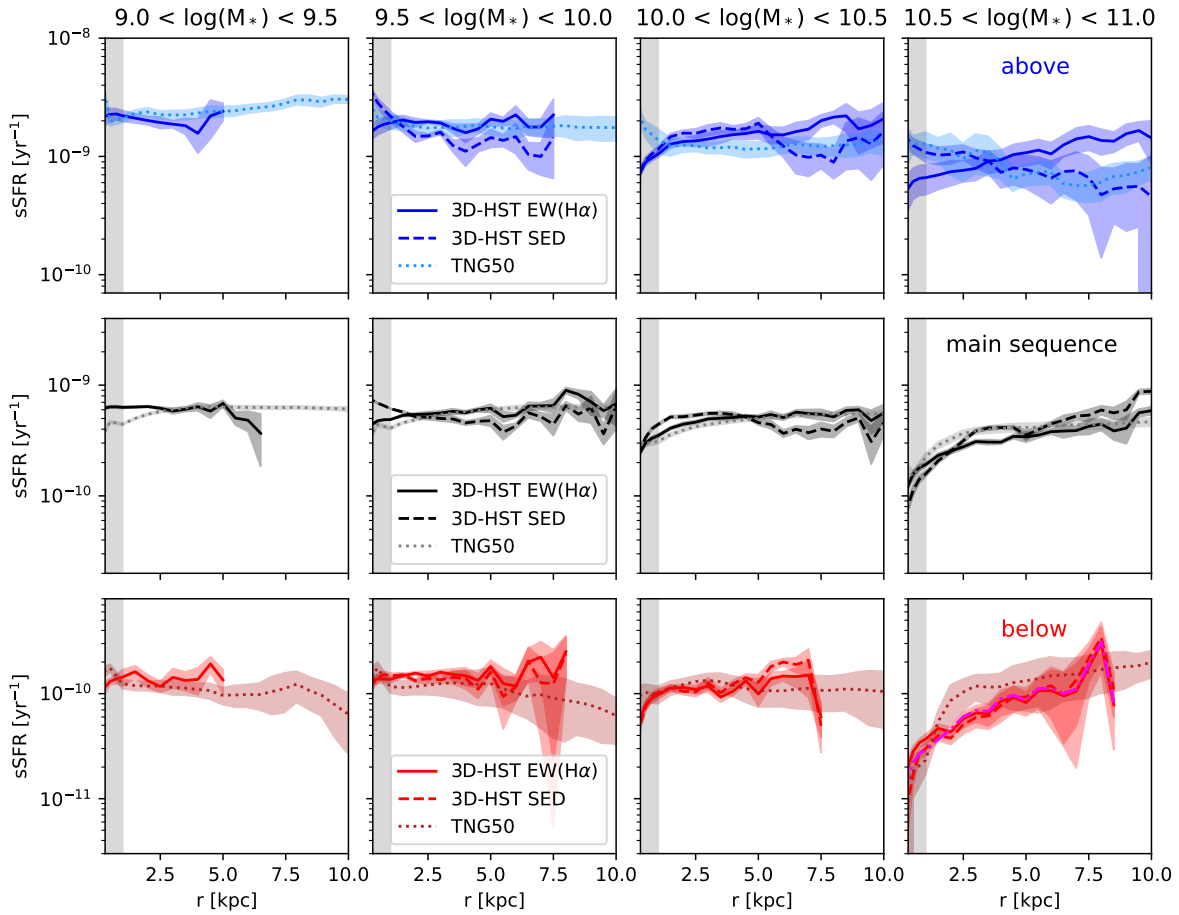 9.0 < log(M*) < 9.5
9.5 < log(M*) < 10.0
10.0 < log(M*) < 10.5
10.5 < log(M*) < 11.0
sSFR [yr⁻¹]
10⁻⁸
10⁻⁹
10⁻¹⁰
3D-HST EW(Hα)
3D-HST SED
TNG50
above
sSFR [yr⁻¹]
10⁻⁹
10⁻¹⁰
3D-HST EW(Hα)
3D-HST SED
TNG50
main sequence
sSFR [yr⁻¹]
10⁻¹⁰
10⁻¹¹
3D-HST EW(Hα)
3D-HST SED
TNG50
below
2.5 5.0 7.5 10.0
2.5 5.0 7.5 10.0
2.5 5.0 7.5 10.0
2.5 5.0 7.5 10.0
r [kpc]
r [kpc]
r [kpc]
r [kpc]